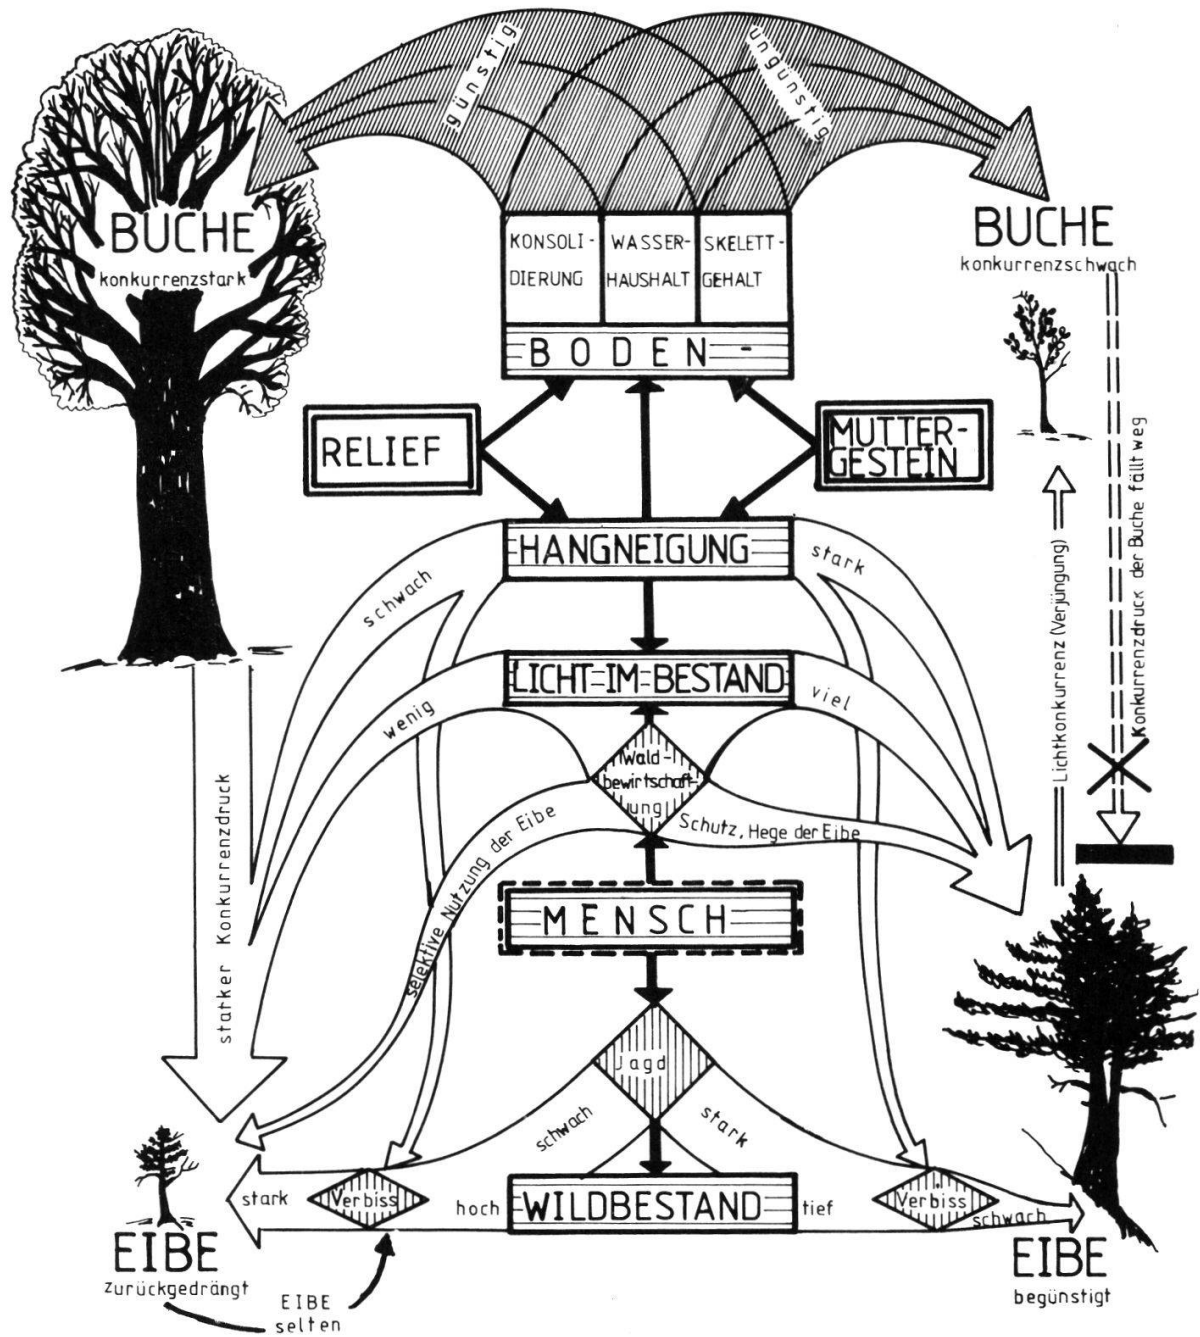 günstig
ungünstig
BUCHE
konkurrenzstark
BUCHE
konkurrenzschwach
KONSOLI-
DIERUNG
WASSER-
HAUSHALT
SKELETT-
GEHALT
BODEN-
RELIEF
MUTTER-
GESTEIN
HANGNEIGUNG
schwach
stark
LICHT IM BESTAND
wenig
viel
Wald-
bewirtschaft-
ung
selektive Nutzung der Eibe
Schutz, Hege der Eibe
starker Konkurrenzdruck
Lichtkonkurrenz (Verjüngung)
Konkurrenzdruck der Buche fällt weg
MENSCH
Jagd
schwach
stark
stark
Verbiss
hoch
WILDBESTAND
tief
Verbiss
schwach
EIBE
zurückgedrängt
EIBE
selten
EIBE
begünstigt